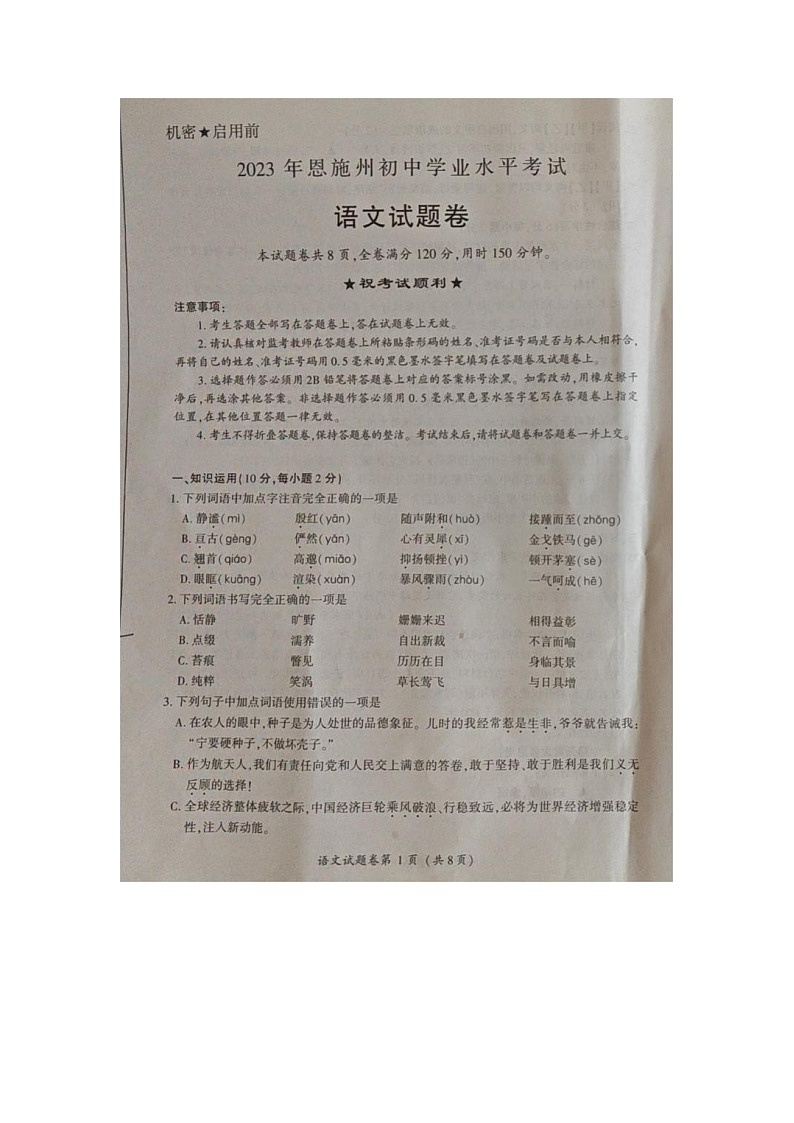 机密★启用前
2023 年恩施州初中学业水平考试
语文试题卷
本试题卷共 8 页,全卷满分 120 分,用时 150 分钟。
★祝考试顺利★
注意事项:
1. 考生答题全部写在答题卷上,答在试题卷上无效。
2. 请认真核对监考教师在答题卷上所粘贴条形码的姓名、准考证号码是否与本人相符合,
再将自己的姓名、准考证号码用 0.5 毫米的黑色墨水签字笔填写在答题卷及试题卷上。
3. 选择题作答必须用 2B 铅笔将答题卷上对应的答案标号涂黑。如需改动,用橡皮擦干
净后,再选涂其他答案。非选择题作答必须用 0.5 毫米黑色墨水签字笔写在答题卷上指定
位置,在其他位置答题一律无效。
4. 考生不得折叠答题卷,保持答题卷的整洁。考试结束后,请将试题卷和答题卷一并上交。
一、知识运用(10 分,每小题 2 分)
1. 下列词语中加点字注音完全正确的一项是
A. 静谧(mì) 殷红(yān) 随声附和(huò) 接踵而至(zhǒng)
B. 亘古(gèng) 俨然(yǎn) 心有灵犀(xī) 金戈铁马(gē)
C. 翘首(qiáo) 高邈(miǎo) 抑扬顿挫(yì) 顿开茅塞(sè)
D. 眼眶(kuāng) 渲染(xuàn) 暴风骤雨(zhòu) 一气呵成(hē)
2. 下列词语书写完全正确的一项是
A. 恬静 旷野 姗姗来迟 相得益彰
B. 点缀 濡养 自出新裁 不言而喻
C. 苔痕 瞥见 历历在目 身临其景
D. 纯粹 笑涡 草长莺飞 与日具增
3. 下列句子中加点词语使用错误的一项是
A. 在农人的眼中,种子是为人处世的品德象征。儿时的我经常惹是生非,爷爷就告诫我:
“宁要硬种子,不做坏壳子。”
B. 作为航天人,我们有责任向党和人民交上满意的答卷,敢于坚持、敢于胜利是我们义无
反顾的选择!
C. 全球经济整体疲软之际,中国经济巨轮乘风破浪、行稳致远,必将为世界经济增强稳定
性,注入新动能。
语文试题卷第 1 页（共 8 页）